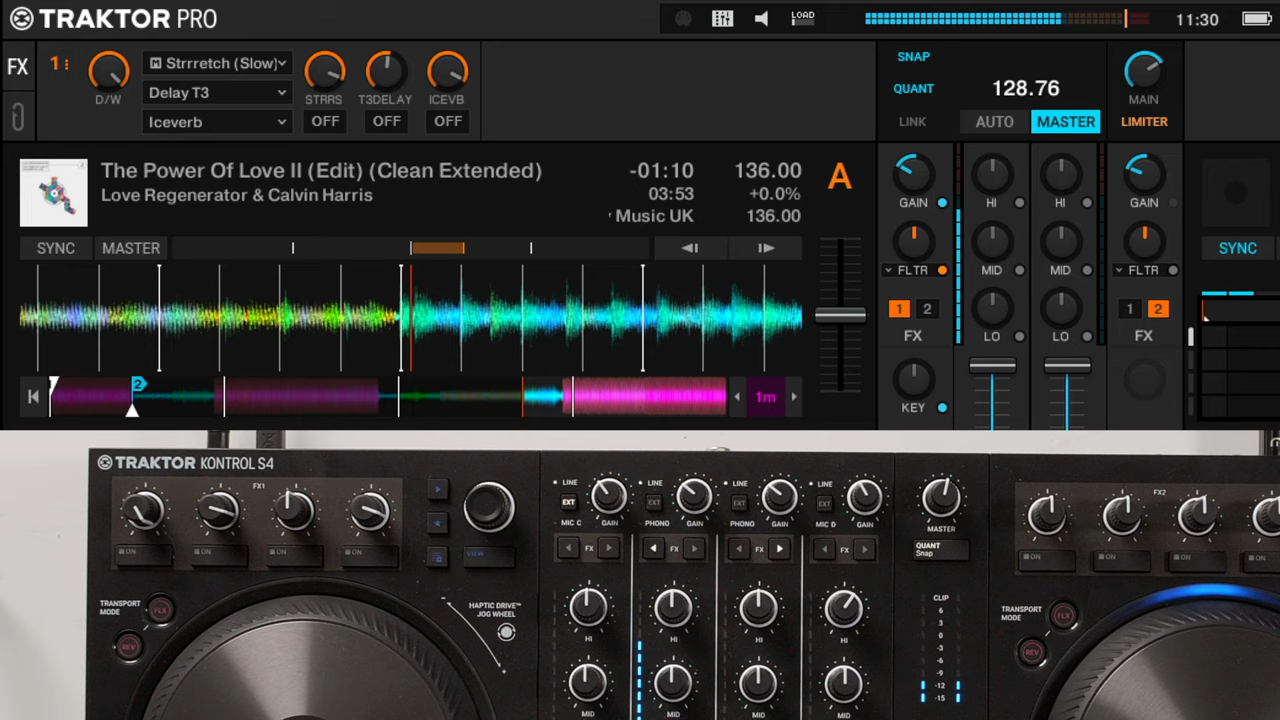 TRAKTOR PRO
LOAD
11:30
FX
1
D/W
M Strrretch (Slow)
Delay T3
Iceverb
STRRS
T3DELAY
ICEVB
OFF
OFF
OFF
SNAP
QUANT
LINK
128.76
AUTO
MASTER
MAIN
LIMITER
The Power Of Love II (Edit) (Clean Extended)
Love Regenerator & Calvin Harris
-01:10
03:53
Music UK
136.00
+0.0%
136.00
A
SYNC
MASTER
2
1m
GAIN
HI
HI
GAIN
FLTR
MID
MID
FLTR
1 2
FX
LO
LO
1 2
FX
KEY
SYNC
TRAKTOR KONTROL S4
FX1
ON
ON
ON
ON
VIEW
TRANSPORT
MODE
FLX
REV
HAPTIC DRIVE™
JOG WHEEL
LINE
EXT
MIC C
GAIN
LINE
EXT
PHONO
GAIN
LINE
EXT
PHONO
GAIN
LINE
EXT
MIC D
GAIN
FX
FX
FX
FX
HI
HI
HI
HI
MID
MID
MID
MID
MASTER
QUANT
Snap
CLIP
6
3
0
-3
-6
-9
-12
-15
FX2
ON
ON
ON
ON
TRANSPORT
MODE
FLX
REV